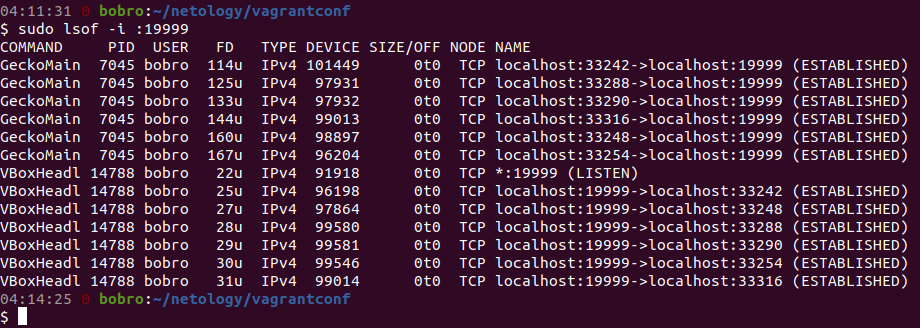 04:11:31 0 bobro:~/netology/vagrantconf
$ sudo lsof -i :19999
COMMAND     PID  USER   FD   TYPE DEVICE SIZE/OFF NODE NAME
GeckoMain  7045 bobro  114u  IPv4 101449      0t0  TCP localhost:33242->localhost:19999 (ESTABLISHED)
GeckoMain  7045 bobro  125u  IPv4  97931      0t0  TCP localhost:33288->localhost:19999 (ESTABLISHED)
GeckoMain  7045 bobro  133u  IPv4  97932      0t0  TCP localhost:33290->localhost:19999 (ESTABLISHED)
GeckoMain  7045 bobro  144u  IPv4  99013      0t0  TCP localhost:33316->localhost:19999 (ESTABLISHED)
GeckoMain  7045 bobro  160u  IPv4  98897      0t0  TCP localhost:33248->localhost:19999 (ESTABLISHED)
GeckoMain  7045 bobro  167u  IPv4  96204      0t0  TCP localhost:33254->localhost:19999 (ESTABLISHED)
VBoxHeadl 14788 bobro   22u  IPv4  91918      0t0  TCP *:19999 (LISTEN)
VBoxHeadl 14788 bobro   25u  IPv4  96198      0t0  TCP localhost:19999->localhost:33242 (ESTABLISHED)
VBoxHeadl 14788 bobro   27u  IPv4  97864      0t0  TCP localhost:19999->localhost:33248 (ESTABLISHED)
VBoxHeadl 14788 bobro   28u  IPv4  99580      0t0  TCP localhost:19999->localhost:33288 (ESTABLISHED)
VBoxHeadl 14788 bobro   29u  IPv4  99581      0t0  TCP localhost:19999->localhost:33290 (ESTABLISHED)
VBoxHeadl 14788 bobro   30u  IPv4  99546      0t0  TCP localhost:19999->localhost:33254 (ESTABLISHED)
VBoxHeadl 14788 bobro   31u  IPv4  99014      0t0  TCP localhost:19999->localhost:33316 (ESTABLISHED)
04:14:25 0 bobro:~/netology/vagrantconf
$